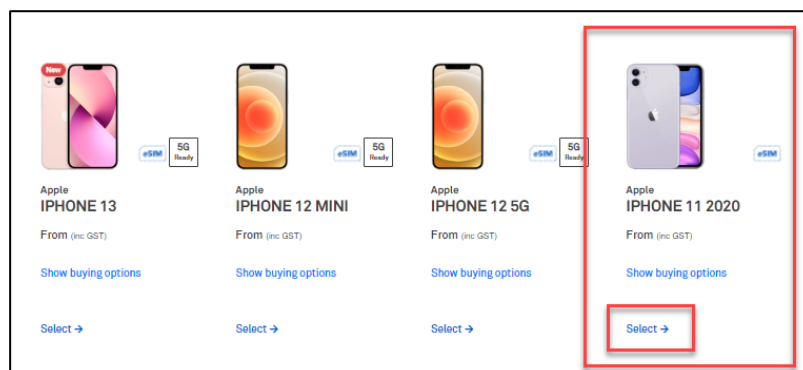 New
eSIM
5G
Ready
Apple
IPHONE 13
From (inc GST)
Show buying options
Select →
eSIM
5G
Ready
Apple
IPHONE 12 MINI
From (inc GST)
Show buying options
Select →
eSIM
5G
Ready
Apple
IPHONE 12 5G
From (inc GST)
Show buying options
Select →
eSIM
Apple
IPHONE 11 2020
From (inc GST)
Show buying options
Select →